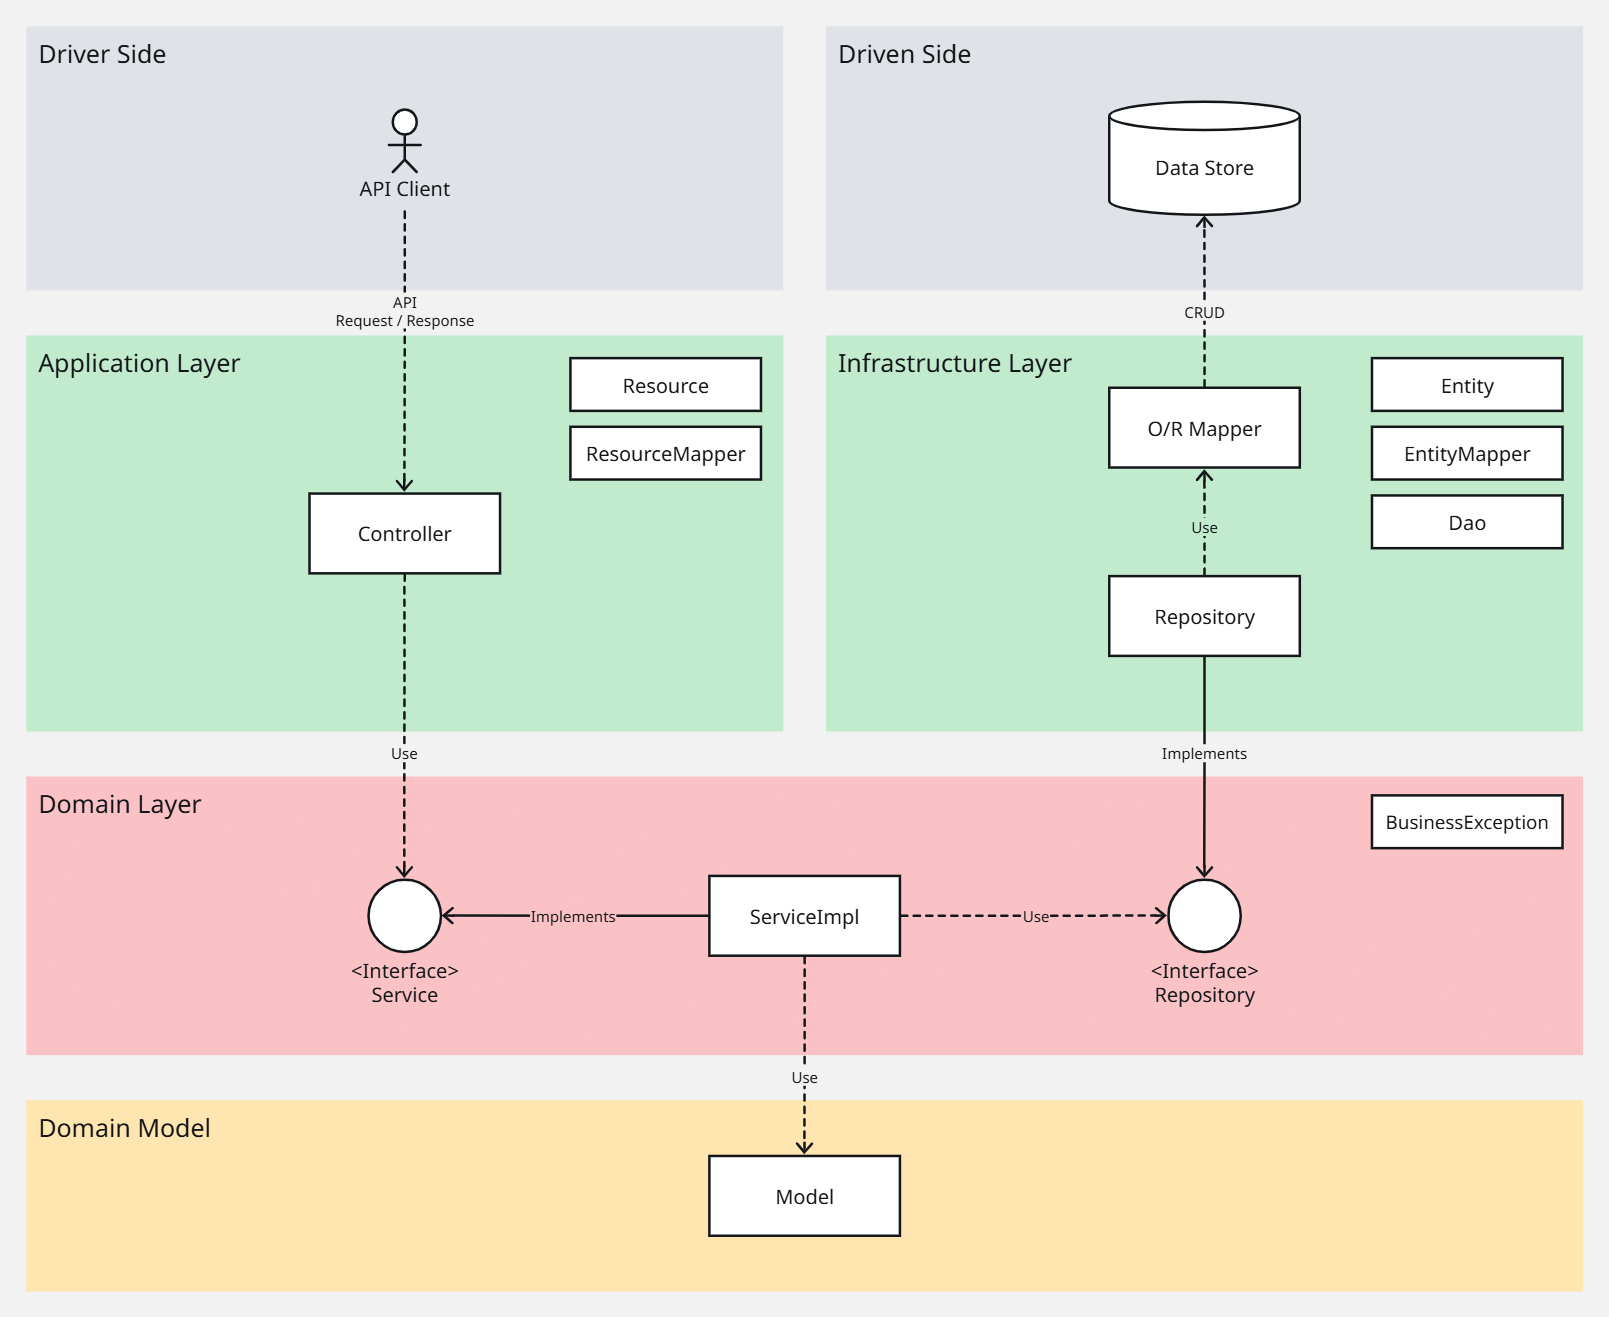 Driver Side
API Client
API
Request / Response
Driven Side
Data Store
CRUD
Application Layer
Resource
ResourceMapper
Controller
Use
Infrastructure Layer
O/R Mapper
Use
Repository
Entity
EntityMapper
Dao
Implements
Domain Layer
BusinessException
<Interface>
Service
Implements
ServiceImpl
Use
<Interface>
Repository
Use
Domain Model
Model